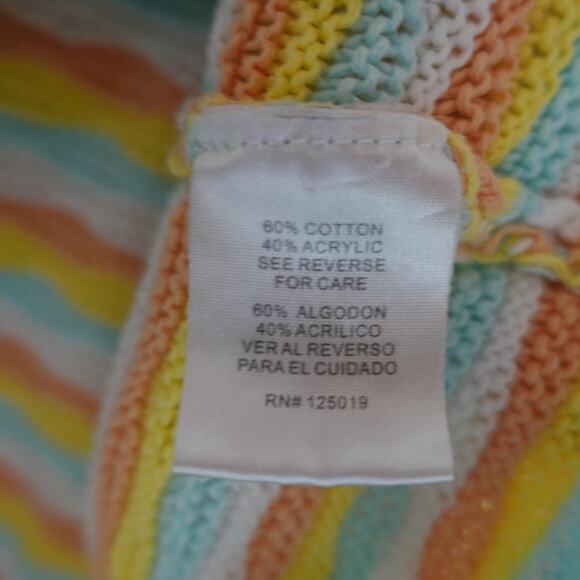 60% COTTON
40% ACRYLIC
SEE REVERSE
FOR CARE
60% ALGODON
40% ACRILICO
VER AL REVERSO
PARA EL CUIDADO
RN# 125019